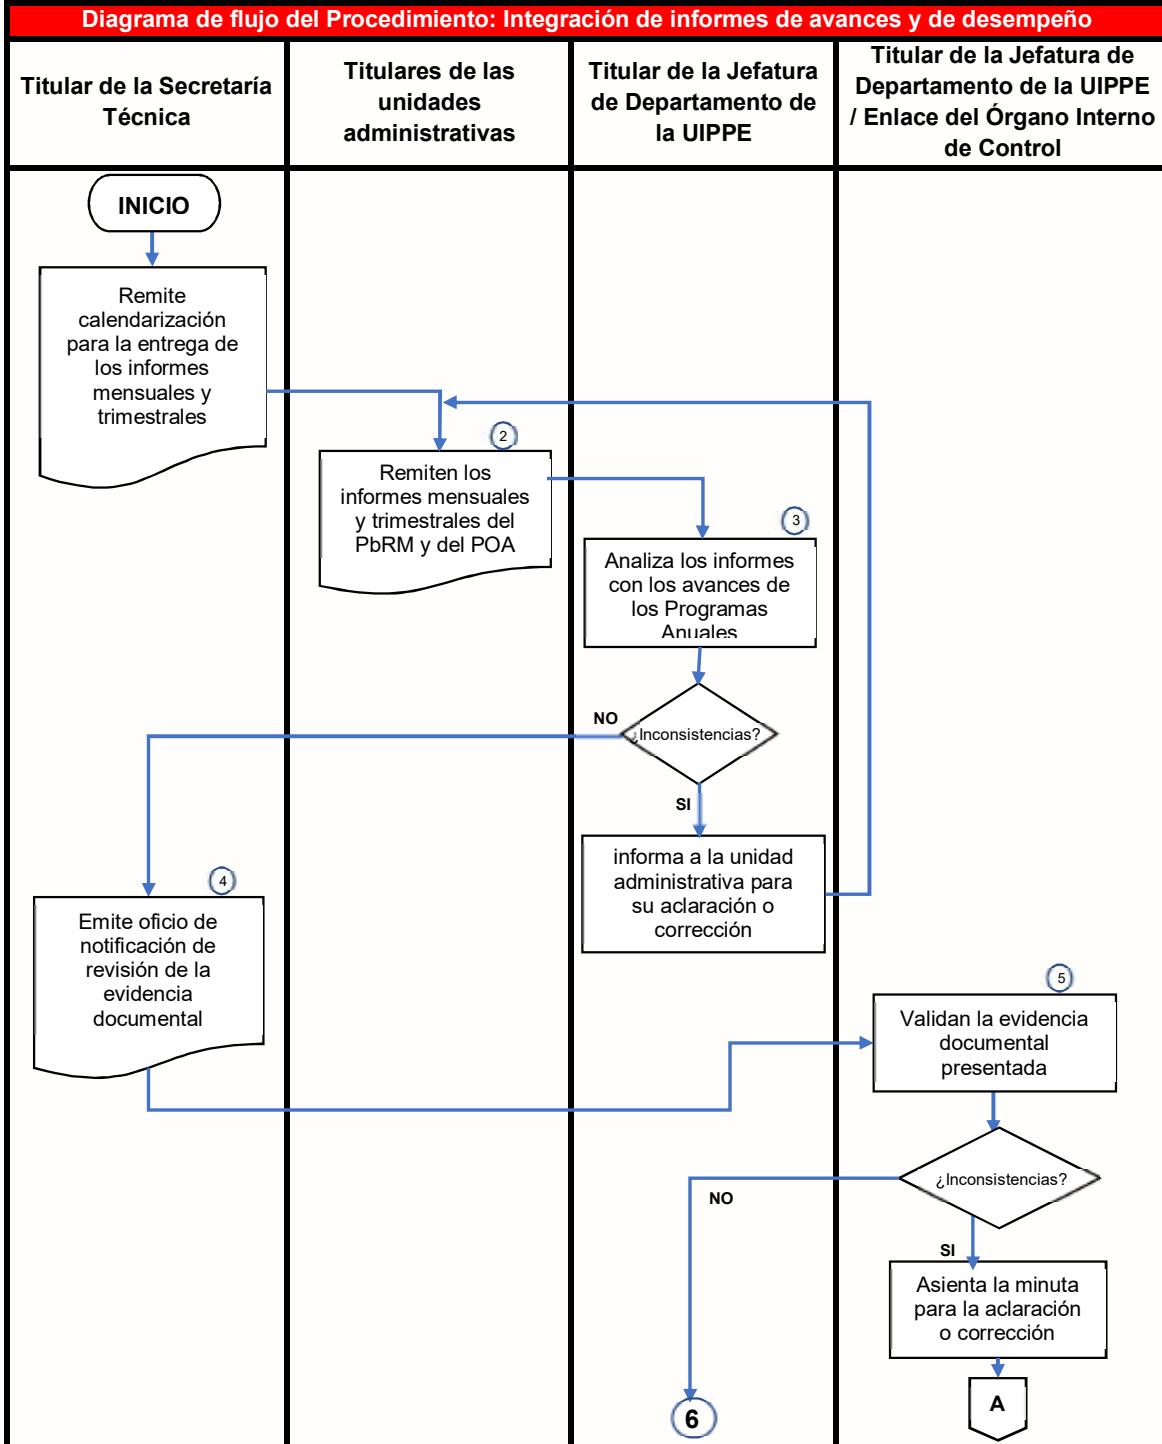 Diagrama de flujo del Procedimiento: Integración de informes de avances y de desempeño
Titular de la Secretaría
Técnica
Titulares de las
unidades
administrativas
Titular de la Jefatura
de Departamento de
la UIPPE
Titular de la Jefatura de
Departamento de la UIPPE
/ Enlace del Órgano Interno
de Control
INICIO
Remite
calendarización
para la entrega de
los informes
mensuales y
trimestrales
2
Remiten los
informes mensuales
y trimestrales del
PbRM y del POA
3
Analiza los informes
con los avances de
los Programas
Anuales
NO
¿Inconsistencias?
SI
informa a la unidad
administrativa para
su aclaración o
corrección
4
Emite oficio de
notificación de
revisión de la
evidencia
documental
5
Validan la evidencia
documental
presentada
¿Inconsistencias?
NO
SI
Asienta la minuta
para la aclaración
o corrección
A
6